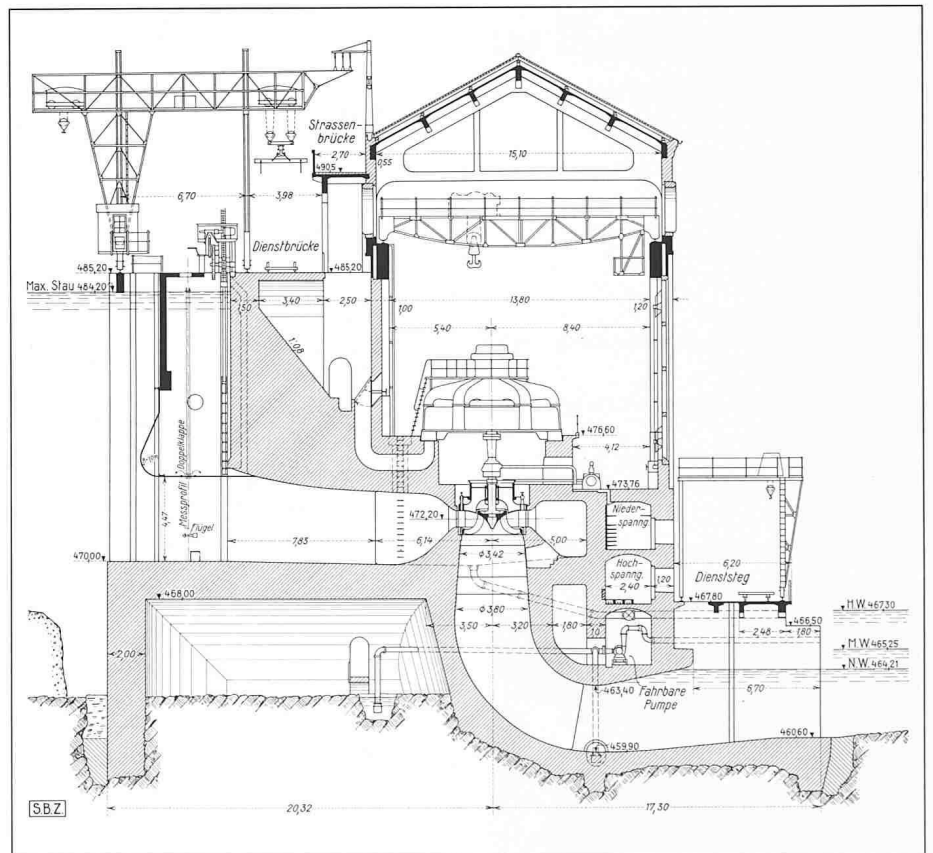 Strassen-
brücke
2,70
490,5
0,55
15,10
6,70
3,98
Dienstbrücke
485,20
485,20
Max. Stau 484,20
1,50
3,40
2,50
1,00
13,80
1,20
5,40
8,40
1:0,8
476,60
4,12
473,76
Messprofil
Doppelklappe
Flügel
4,47
472,20
Nieder-
spanng.
7,85
6,14
5,00
470,00
ϕ 3,42
Hoch-
spanng.
2,40
1,20
6,20
Dienststeg
468,00
467,80
H.W. 467,30
ϕ 3,80
466,50
3,50
3,20
1,80
2,48
1,80
M.W. 465,25
2,00
N.W. 464,21
463,40
Fahrbare
Pumpe
6,70
459,90
460,60
S.B.Z.
20,32
17,30